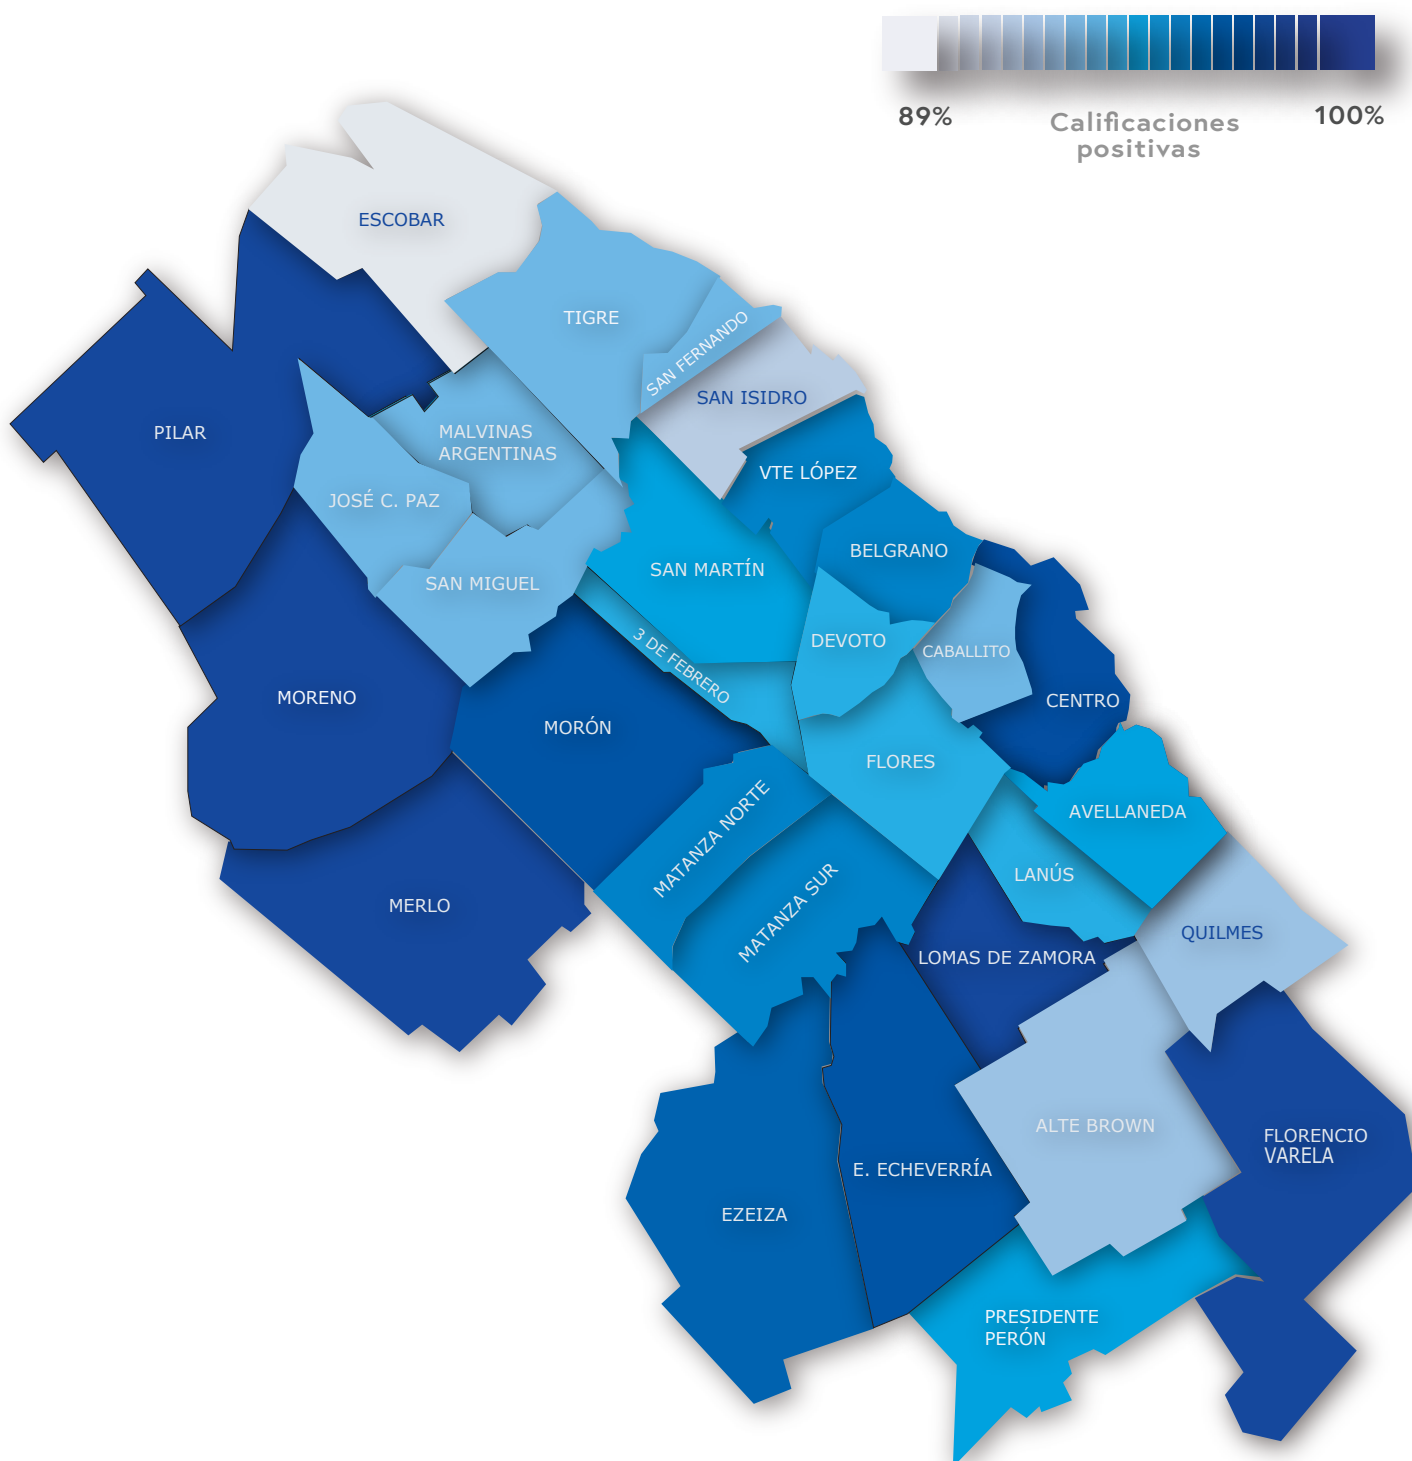 89%
100%
Calificaciones
positivas
ESCOBAR
TIGRE
SAN FERNANDO
SAN ISIDRO
PILAR
MALVINAS
ARGENTINAS
VTE LÓPEZ
JOSÉ C. PAZ
BELGRANO
SAN MARTÍN
SAN MIGUEL
DEVOTO
CABALLITO
3 DE FEBRERO
MORENO
CENTRO
MORÓN
FLORES
AVELLANEDA
MATANZA NORTE
LANÚS
MERLO
MATANZA SUR
QUILMES
LOMAS DE ZAMORA
ALTE BROWN
FLORENCIO
VARELA
E. ECHEVERRÍA
EZEIZA
PRESIDENTE
PERÓN